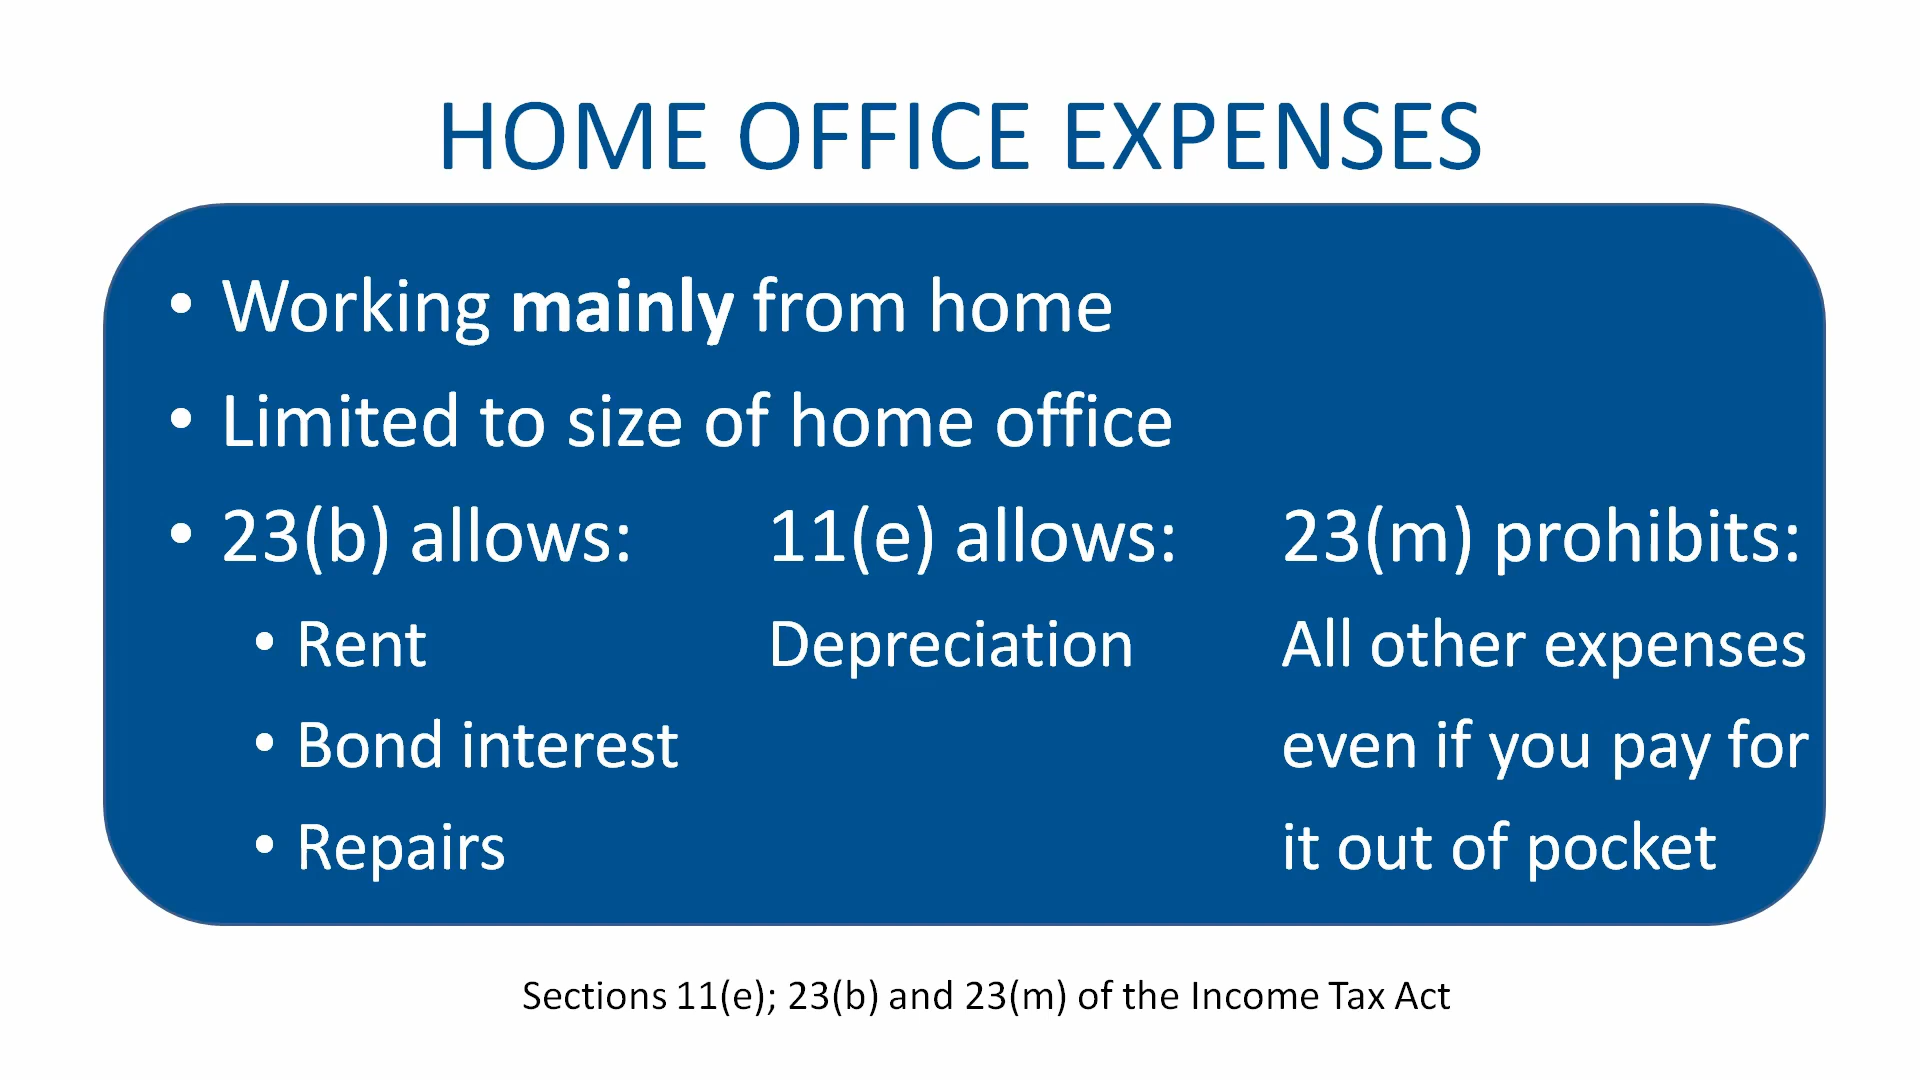 HOME OFFICE EXPENSES
• Working mainly from home
• Limited to size of home office
• 23(b) allows: 11(e) allows: 23(m) prohibits:
• Rent Depreciation All other expenses
• Bond interest even if you pay for
• Repairs it out of pocket
Sections 11(e); 23(b) and 23(m) of the Income Tax Act